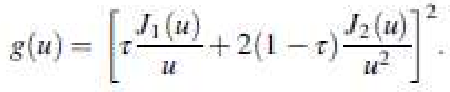 g(u) = [τ J₁(u)/u + 2(1 − τ) J₂(u)/u²]².